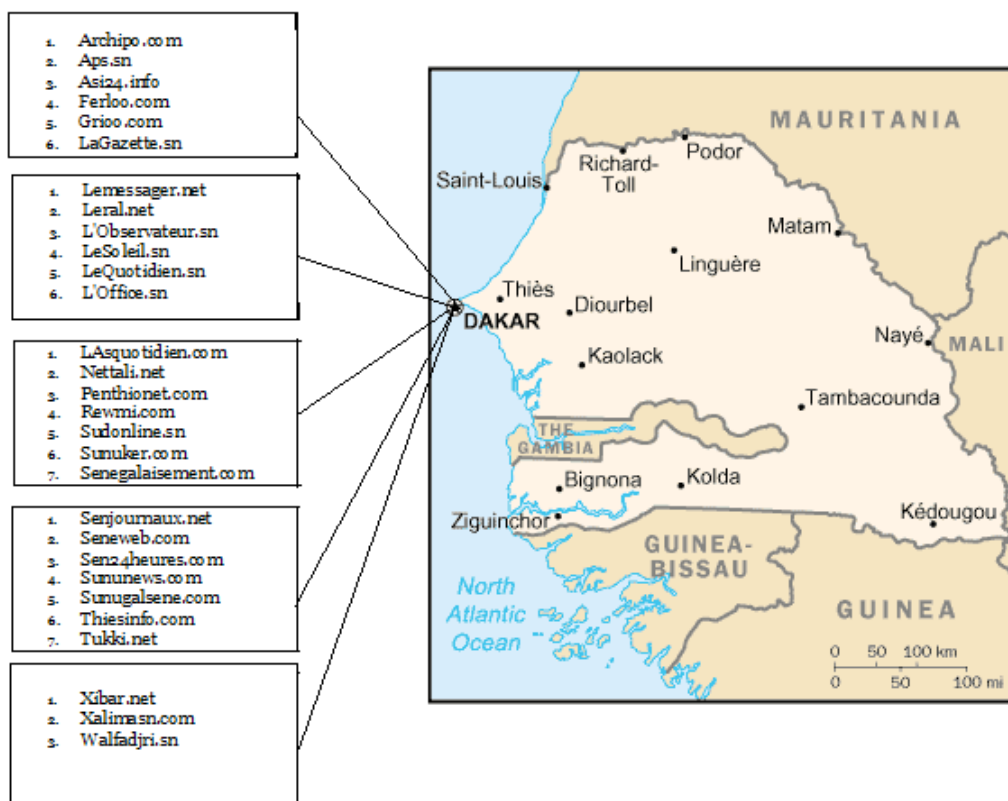 1. Archipo.com
2. Aps.sn
3. Asi24.info
4. Ferloo.com
5. Grioo.com
6. LaGazette.sn
1. Lemessager.net
2. Leral.net
3. L'Observateur.sn
4. LeSoleil.sn
5. LeQuotidien.sn
6. L'Office.sn
1. LAsquotidien.com
2. Nettali.net
3. Penthionet.com
4. Rewmi.com
5. Sudonline.sn
6. Sunuker.com
7. Senegalaisement.com
1. Senjournaux.net
2. Seneweb.com
3. Sen24heures.com
4. Sununews.com
5. Sunugalsene.com
6. Thiesinfo.com
7. Tukki.net
1. Xibar.net
2. Xalimasn.com
3. Walfadjri.sn
MAURITANIA
Podor
Richard-
Toll
Saint-Louis
Matam
Linguère
Thiès
Diourbel
DAKAR
Nayé
MALI
Kaolack
Tambacounda
THE
GAMBIA
Bignona
Kolda
Ziguinchor
Kédougou
GUINEA-
BISSAU
North
Atlantic
Ocean
GUINEA
0 50 100 km
0 50 100 mi